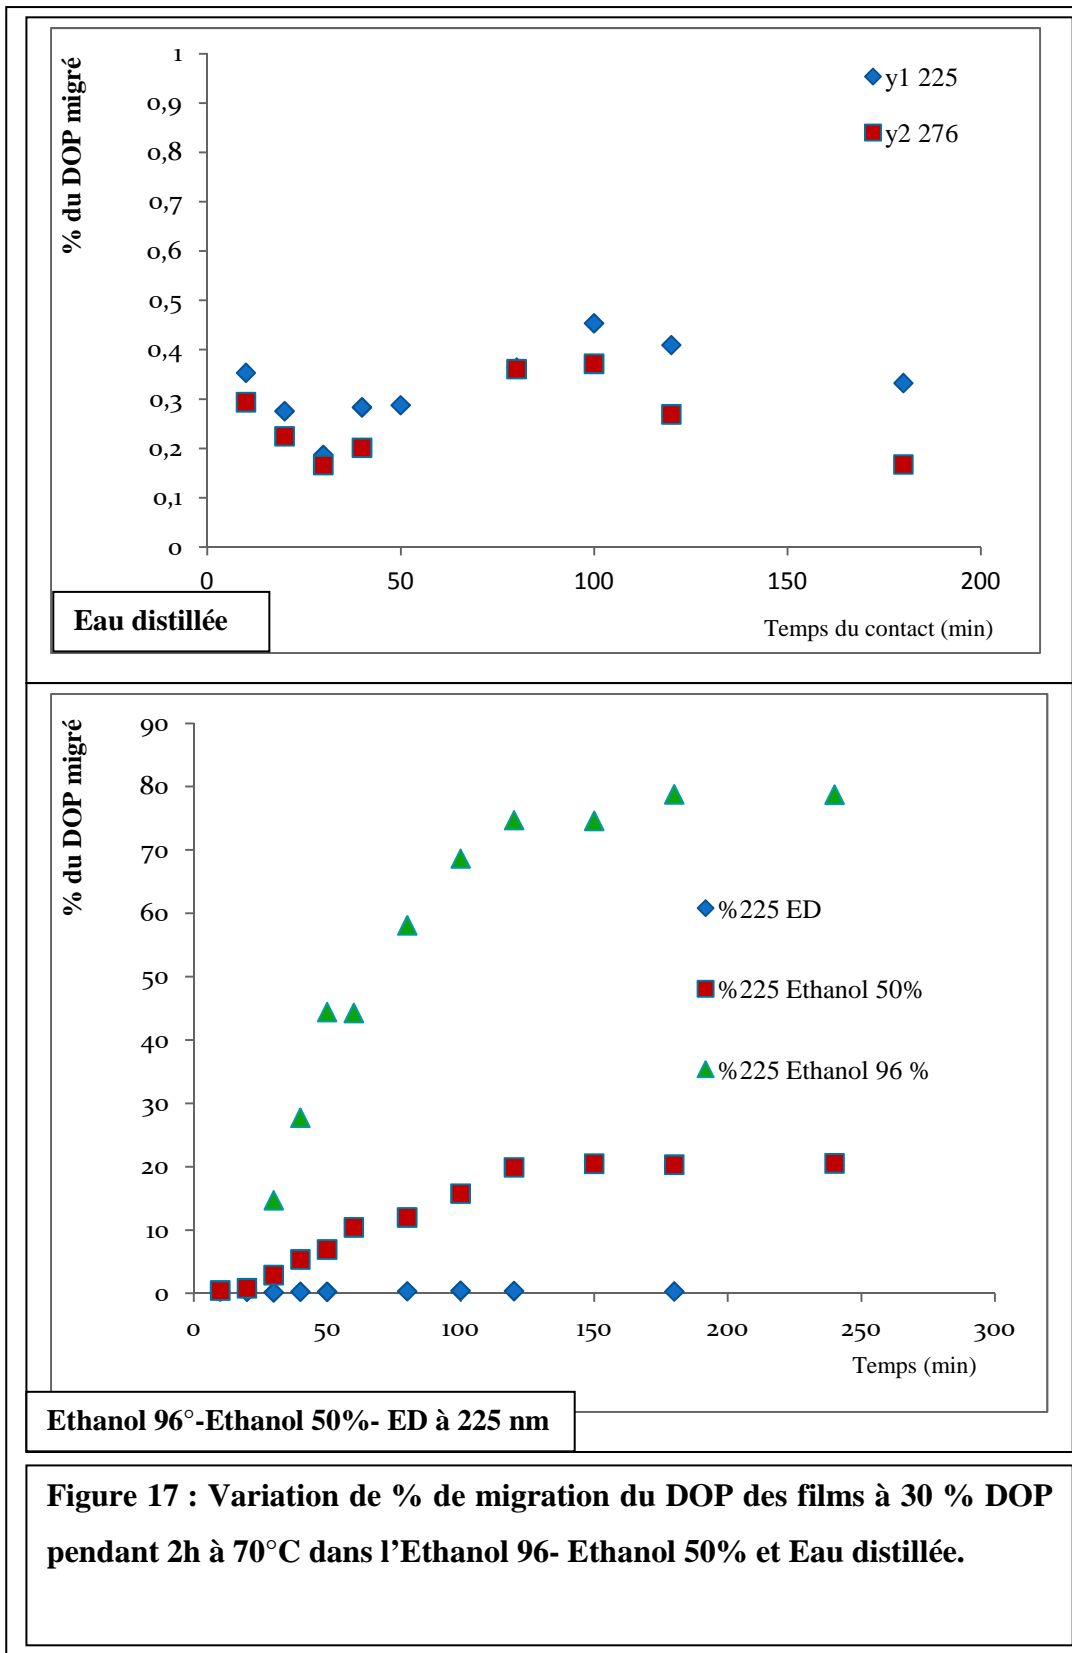 % du DOP migré
1
0,9
0,8
0,7
0,6
0,5
0,4
0,3
0,2
0,1
0
0 50 100 150 200
y1 225
y2 276
Temps du contact (min)
Eau distillée
% du DOP migré
90
80
70
60
50
40
30
20
10
0
0 50 100 150 200 250 300
%225 ED
%225 Ethanol 50%
%225 Ethanol 96 %
Temps (min)
Ethanol 96°-Ethanol 50%- ED à 225 nm
Figure 17 : Variation de % de migration du DOP des films à 30 % DOP
pendant 2h à 70°C dans l’Ethanol 96- Ethanol 50% et Eau distillée.